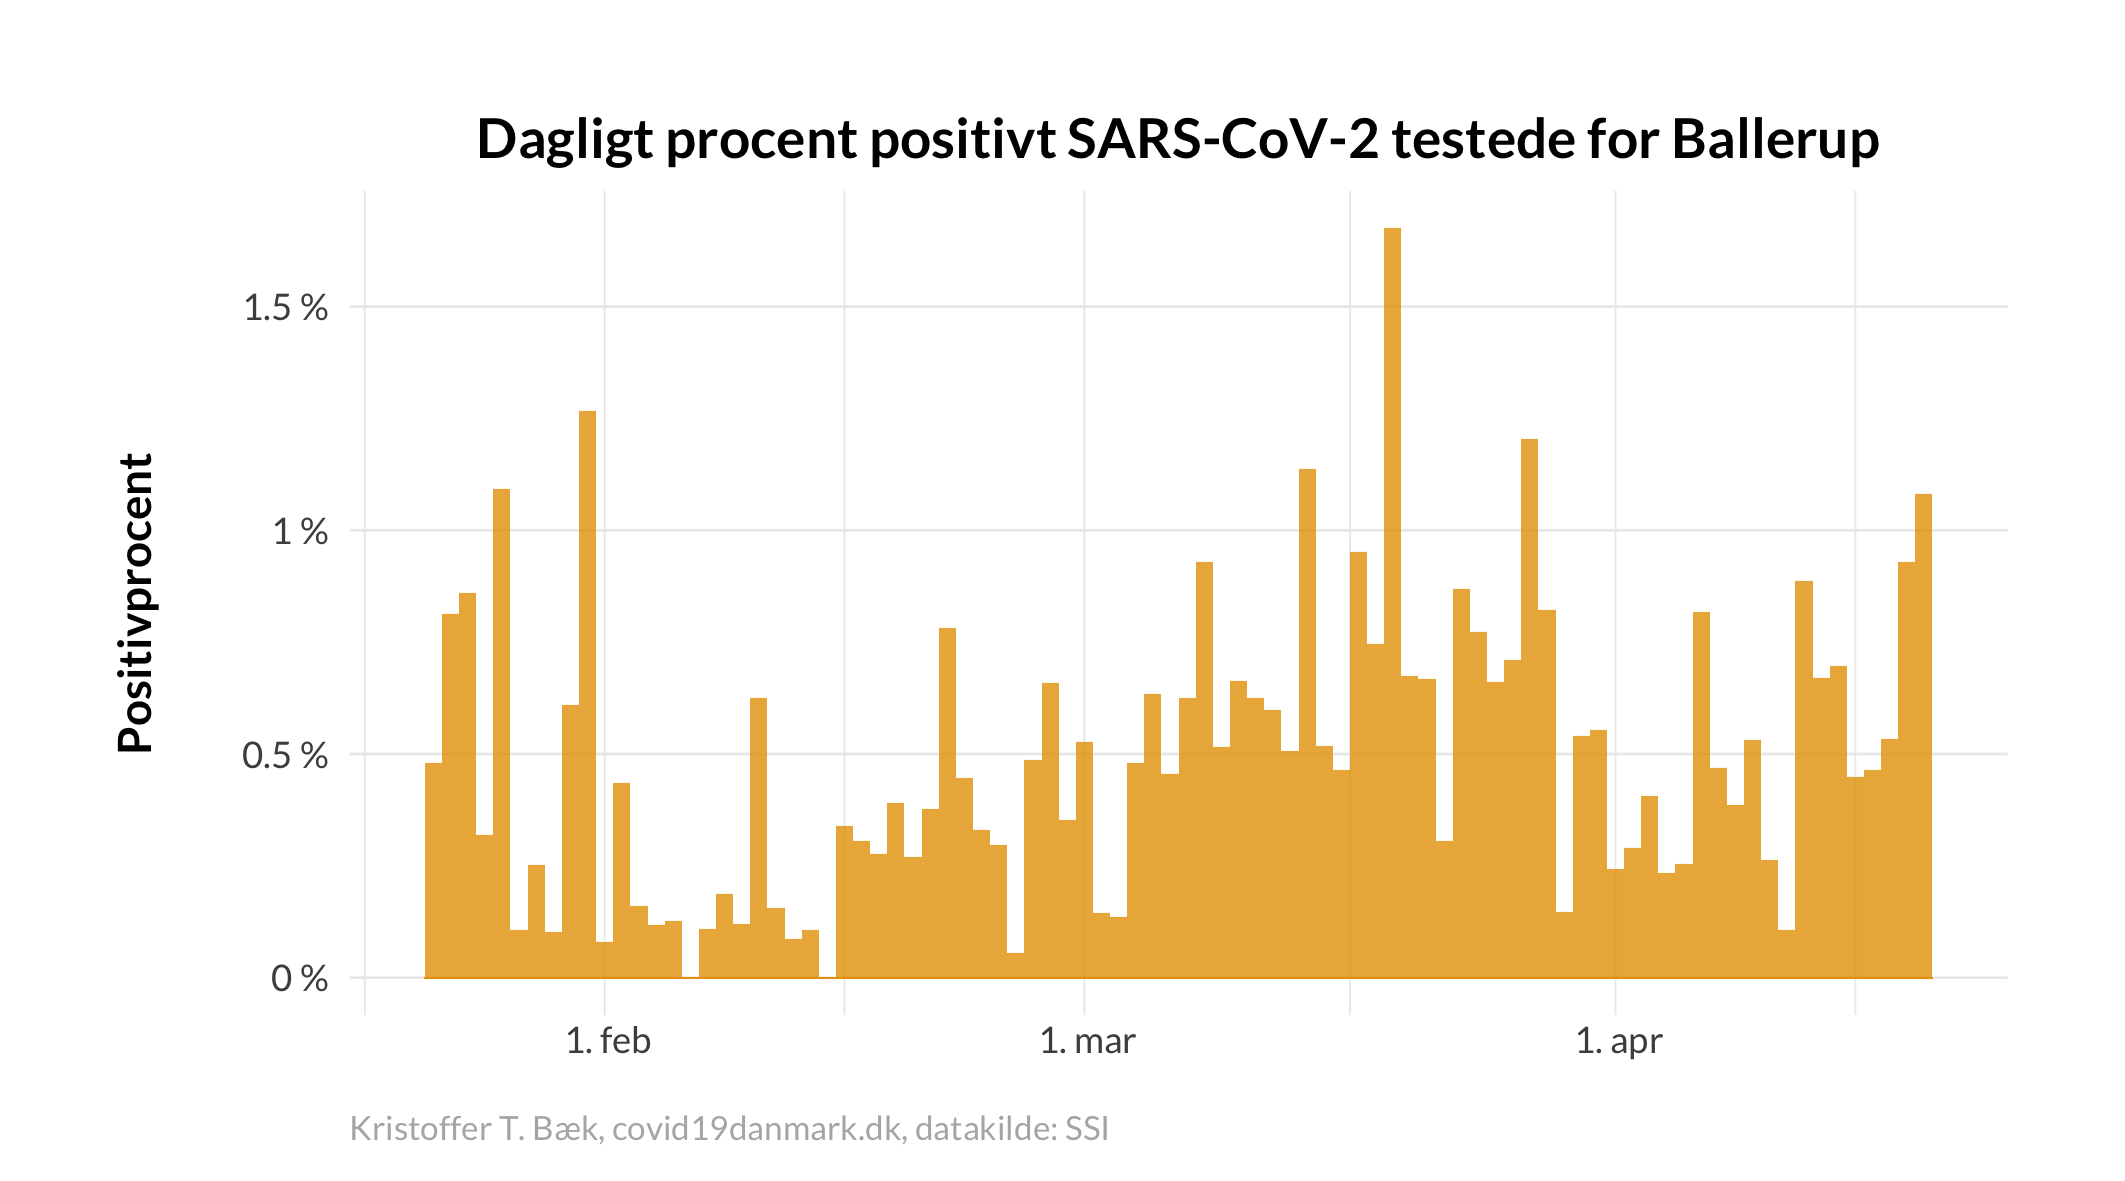 Dagligt procent positivt SARS-CoV-2 testede for Ballerup
Positivprocent
1.5 %
1 %
0.5 %
0 %
1. feb
1. mar
1. apr
Kristoffer T. Bæk, covid19danmark.dk, datakilde: SSI